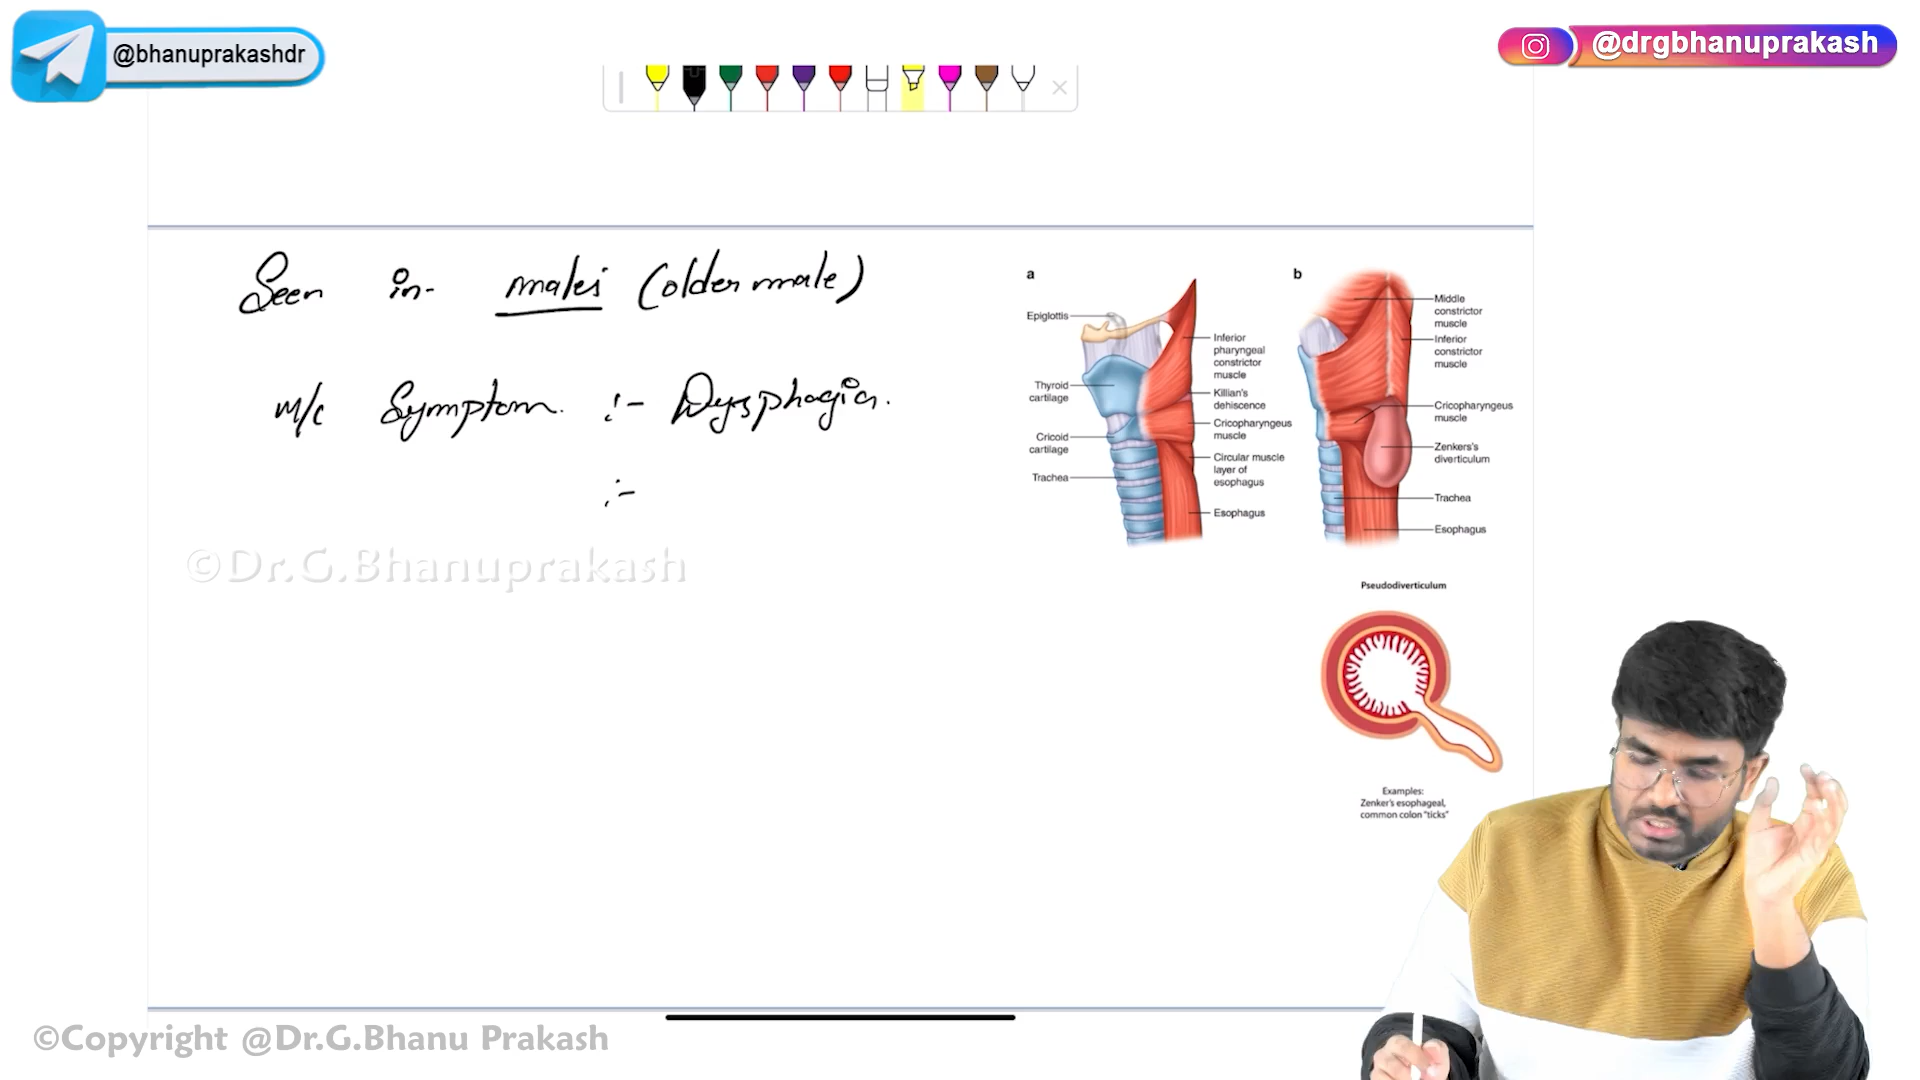 @bhanuprakashdr
@drgbhanuprakash
Seen in males (older male)
m/c Symptom :- Dysphagia.
:-
©Dr.G.Bhanuprakash
a
Epiglottis
Thyroid
cartilage
Cricoid
cartilage
Trachea
Inferior
pharyngeal
constrictor
muscle
Killian's
dehiscence
Cricopharyngeus
muscle
Circular muscle
layer of
esophagus
Esophagus
b
Middle
constrictor
muscle
Inferior
constrictor
muscle
Cricopharyngeus
muscle
Zenkers's
diverticulum
Trachea
Esophagus
Pseudodiverticulum
Examples:
Zenker's esophageal,
common colon "ticks"
©Copyright @Dr.G.Bhanu Prakash